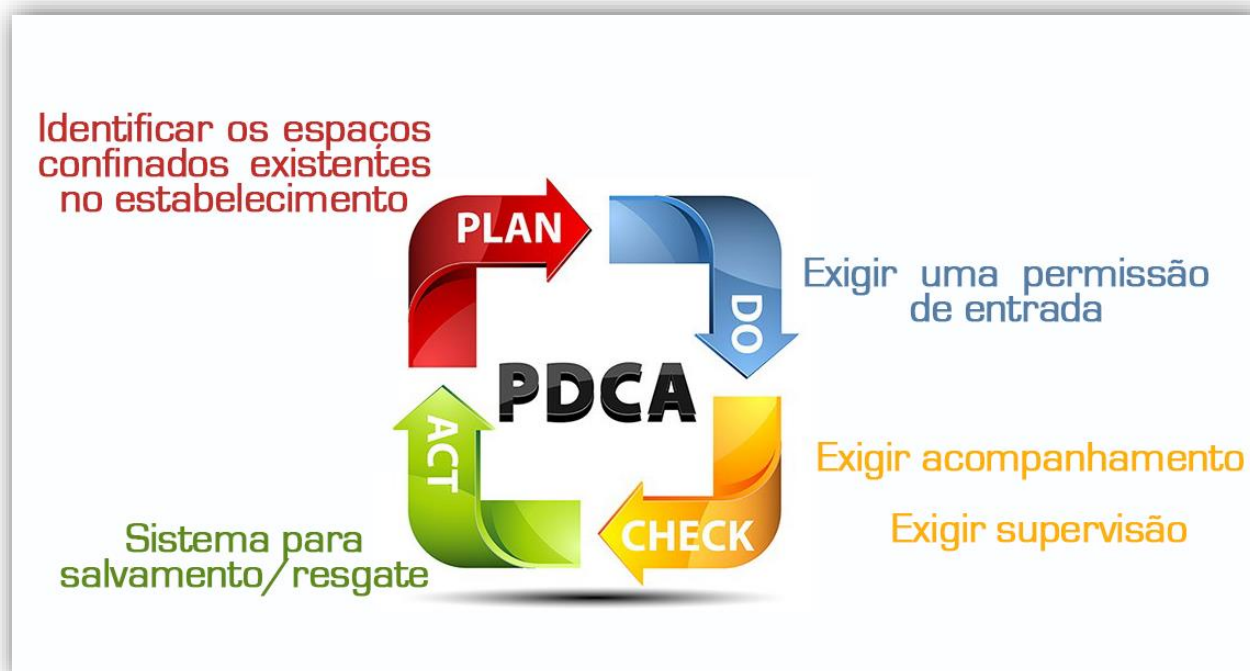 Identificar os espaços
confinados existentes
no estabelecimento
PLAN
DO
Exigir uma permissão
de entrada
PDCA
ACT
Exigir acompanhamento
CHECK
Exigir supervisão
Sistema para
salvamento/resgate